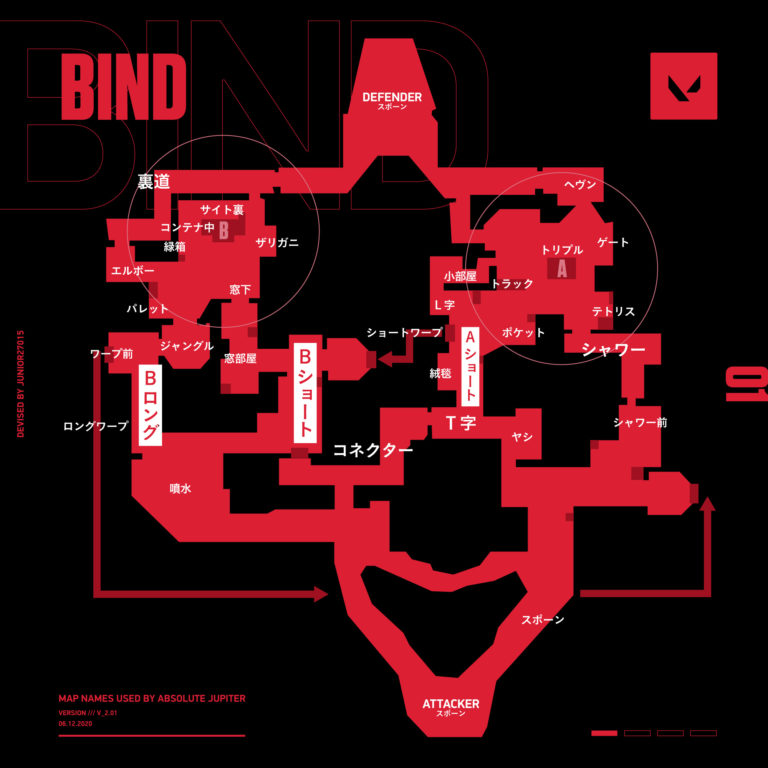 BIND
BIND
DEFENDER
スポーン
裏道
ヘヴン
サイト裏
コンテナ中
B
ザリガニ
緑箱
ゲート
トリプル
A
エルボー
小部屋
トラック
窓下
パレット
L字
テトリス
ショートワープ
ポケット
ジャングル
シャワー
ワープ前
窓部屋
Bショート
Aショート
Bロング
絨毯
ロングワープ
T字
シャワー前
コネクター
ヤシ
噴水
スポーン
ATTACKER
スポーン
01
DEVISED BY JUNIOR27015
MAP NAMES USED BY ABSOLUTE JUPITER
VERSION /// V_2.01
06.12.2020